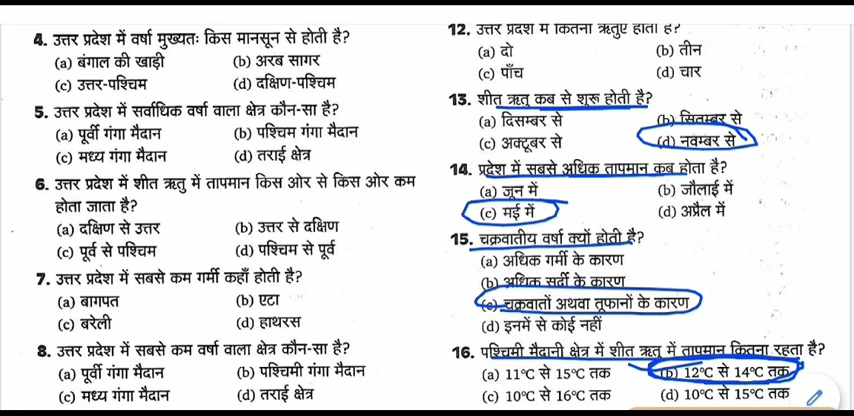 4. उत्तर प्रदेश में वर्षा मुख्यतः किस मानसून से होती है?
(a) बंगाल की खाड़ी (b) अरब सागर
(c) उत्तर-पश्चिम (d) दक्षिण-पश्चिम
5. उत्तर प्रदेश में सर्वाधिक वर्षा वाला क्षेत्र कौन-सा है?
(a) पूर्वी गंगा मैदान (b) पश्चिम गंगा मैदान
(c) मध्य गंगा मैदान (d) तराई क्षेत्र
6. उत्तर प्रदेश में शीत ऋतु में तापमान किस ओर से किस ओर कम
होता जाता है?
(a) दक्षिण से उत्तर (b) उत्तर से दक्षिण
(c) पूर्व से पश्चिम (d) पश्चिम से पूर्व
7. उत्तर प्रदेश में सबसे कम गर्मी कहाँ होती है?
(a) बागपत (b) एटा
(c) बरेली (d) हाथरस
8. उत्तर प्रदेश में सबसे कम वर्षा वाला क्षेत्र कौन-सा है?
(a) पूर्वी गंगा मैदान (b) पश्चिमी गंगा मैदान
(c) मध्य गंगा मैदान (d) तराई क्षेत्र
12. उत्तर प्रदेश में कितनी ऋतुएँ होती हैं?
(a) दो (b) तीन
(c) पाँच (d) चार
13. शीत ऋतु कब से शुरू होती है?
(a) दिसम्बर से (b) सितम्बर से
(c) अक्टूबर से (d) नवम्बर से
14. प्रदेश में सबसे अधिक तापमान कब होता है?
(a) जून में (b) जौलाई में
(c) मई में (d) अप्रैल में
15. चक्रवातीय वर्षा क्यों होती है?
(a) अधिक गर्मी के कारण
(b) अधिक सर्दी के कारण
(c) चक्रवातों अथवा तूफानों के कारण
(d) इनमें से कोई नहीं
16. पश्चिमी मैदानी क्षेत्र में शीत ऋतु में तापमान कितना रहता है?
(a) 11°C से 15°C तक (b) 12°C से 14°C तक
(c) 10°C से 16°C तक (d) 10°C से 15°C तक